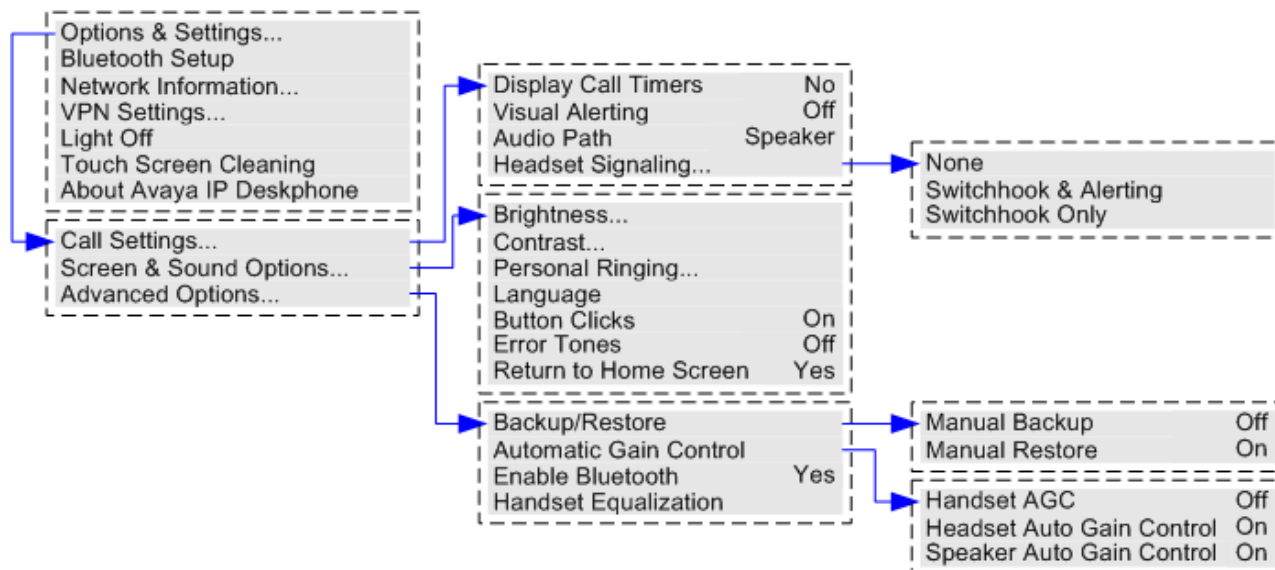 Options & Settings...
Bluetooth Setup
Network Information...
VPN Settings...
Light Off
Touch Screen Cleaning
About Avaya IP Deskphone
Call Settings...
Screen & Sound Options...
Advanced Options...
Display Call Timers No
Visual Alerting Off
Audio Path Speaker
Headset Signaling...
Brightness...
Contrast...
Personal Ringing...
Language
Button Clicks On
Error Tones Off
Return to Home Screen Yes
Backup/Restore
Automatic Gain Control
Enable Bluetooth Yes
Handset Equalization
None
Switchhook & Alerting
Switchhook Only
Manual Backup Off
Manual Restore On
Handset AGC Off
Headset Auto Gain Control On
Speaker Auto Gain Control On